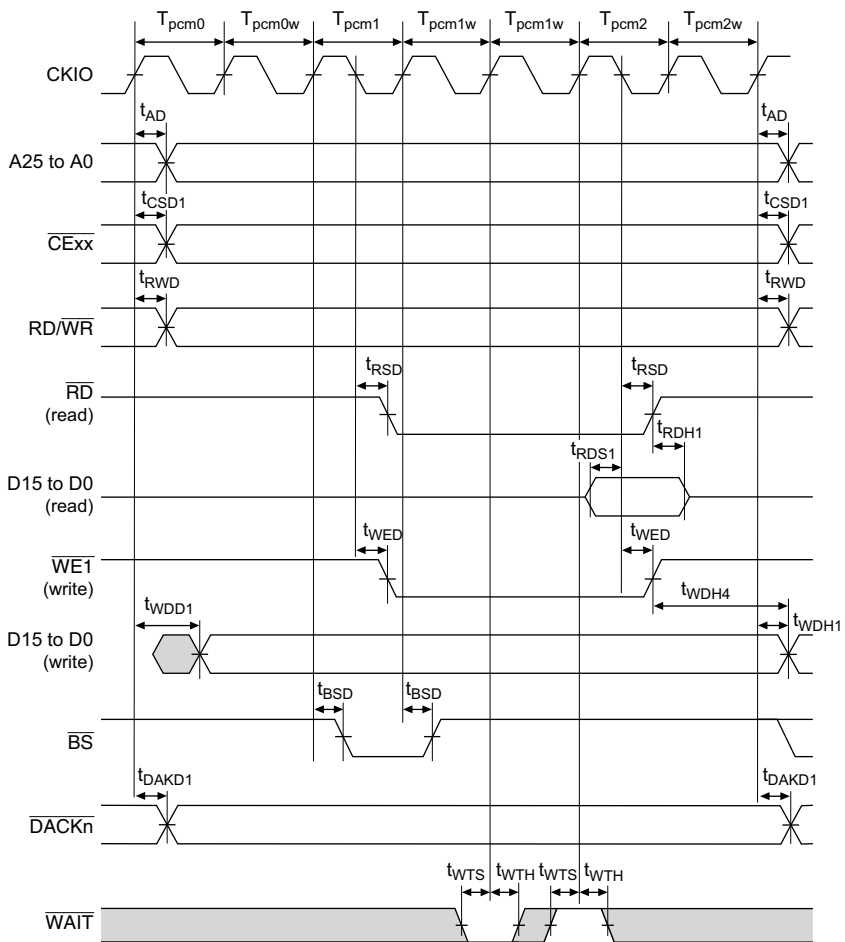 Tpcm0 Tpcm0w Tpcm1 Tpcm1w Tpcm1w Tpcm2 Tpcm2w
CKIO
tAD tAD
A25 to A0
tCSD1 tCSD1
CExx
tRWD tRWD
RD/WR
tRSD tRSD
RD
(read)
tRDH1
tRDS1
D15 to D0
(read)
tWED tWED
WE1
(write)
tWDH4
tWDD1
tWDH1
D15 to D0
(write)
tBSD tBSD
BS
tDAKD1 tDAKD1
DACKn
tWTS tWTH tWTS tWTH
WAIT